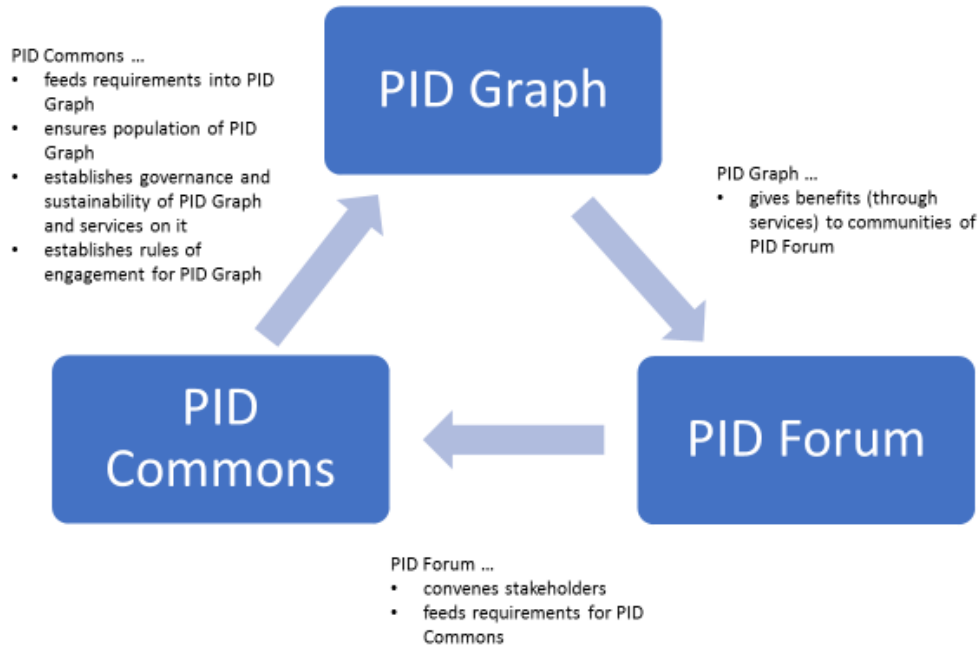 PID Graph
PID Commons ...
• feeds requirements into PID
Graph
• ensures population of PID
Graph
• establishes governance and
sustainability of PID Graph
and services on it
• establishes rules of
engagement for PID Graph
PID Graph ...
• gives benefits (through
services) to communities of
PID Forum
PID
Commons
PID Forum
PID Forum ...
• convenes stakeholders
• feeds requirements for PID
Commons